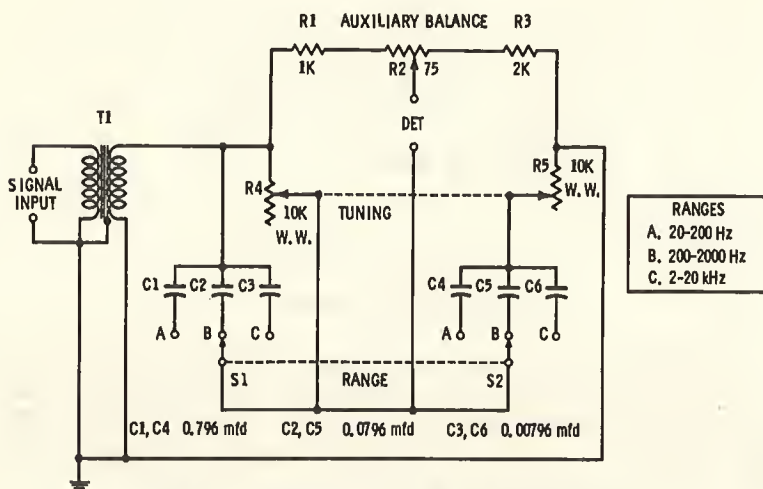 R1 AUXILIARY BALANCE R3
1K R2 75 2K
T1
DET
SIGNAL
INPUT
R4
10K
W. W.
TUNING
R5 10K
W. W.
RANGES
A. 20-200 Hz
B. 200-2000 Hz
C. 2-20 kHz
C1 C2 C3
C4 C5 C6
A B C
A B C
S1 RANGE S2
C1, C4 0.796 mfd C2, C5 0.0796 mfd C3, C6 0.00796 mfd